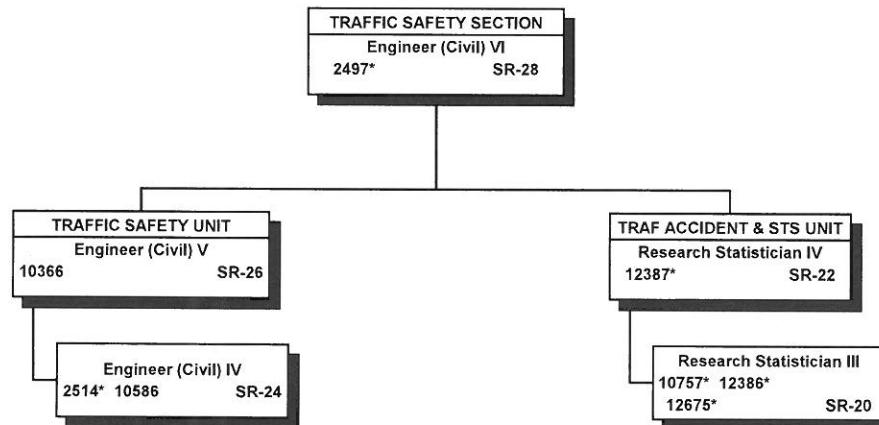 TRAFFIC SAFETY SECTION
Engineer (Civil) VI
2497* SR-28
TRAFFIC SAFETY UNIT
Engineer (Civil) V
10366 SR-26
Engineer (Civil) IV
2514* 10586 SR-24
TRAF ACCIDENT & STS UNIT
Research Statistician IV
12387* SR-22
Research Statistician III
10757* 12386*
12675* SR-20